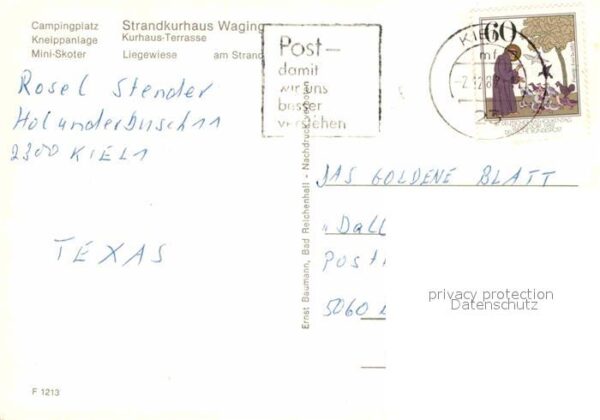 Campingplatz
Kneippanlage
Mini-Skoter
Strandkurhaus Waging
Kurhaus-Terrasse
Liegewiese am Strand
Rosel Stender
Holunderbusch 11
2300 KIEL 1
TEXAS
F 1213
Ernst Baumann, Bad Reichenhall - Nachdruck
Post-
damit
wir uns
besser
verstehen
KIEL
60
DAS GOLDENE BLATT
"Dall
5060
privacy protection
Datenschutz